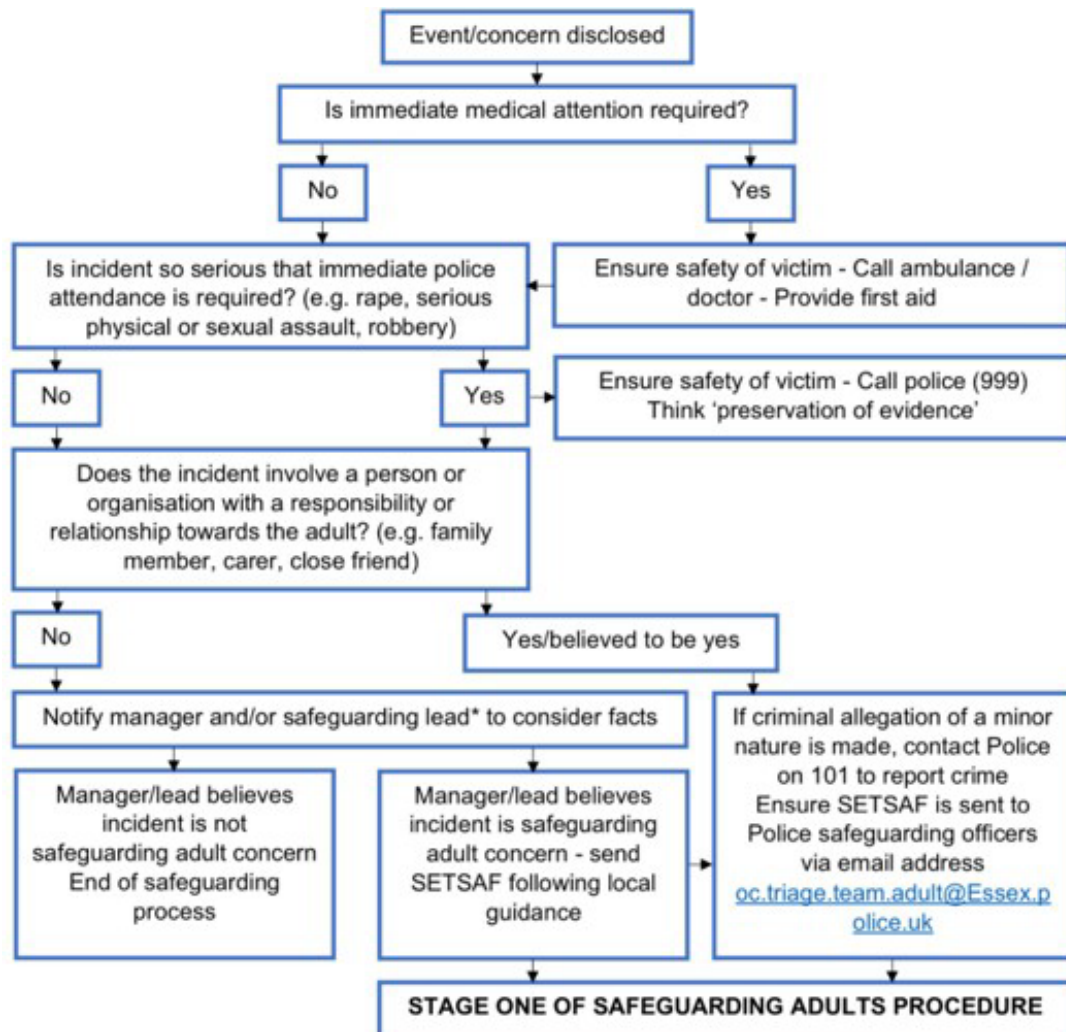 Event/concern disclosed
Is immediate medical attention required?
No
Yes
Is incident so serious that immediate police
attendance is required? (e.g. rape, serious
physical or sexual assault, robbery)
Ensure safety of victim - Call ambulance /
doctor - Provide first aid
No
Yes
Ensure safety of victim - Call police (999)
Think ‘preservation of evidence’
Does the incident involve a person or
organisation with a responsibility or
relationship towards the adult? (e.g. family
member, carer, close friend)
No
Yes/believed to be yes
Notify manager and/or safeguarding lead* to consider facts
If criminal allegation of a minor
nature is made, contact Police
on 101 to report crime
Ensure SETSAF is sent to
Police safeguarding officers
via email address
oc.triage.team.adult@Essex.p
olice.uk
Manager/lead believes
incident is not
safeguarding adult concern
End of safeguarding
process
Manager/lead believes
incident is safeguarding
adult concern - send
SETSAF following local
guidance
STAGE ONE OF SAFEGUARDING ADULTS PROCEDURE